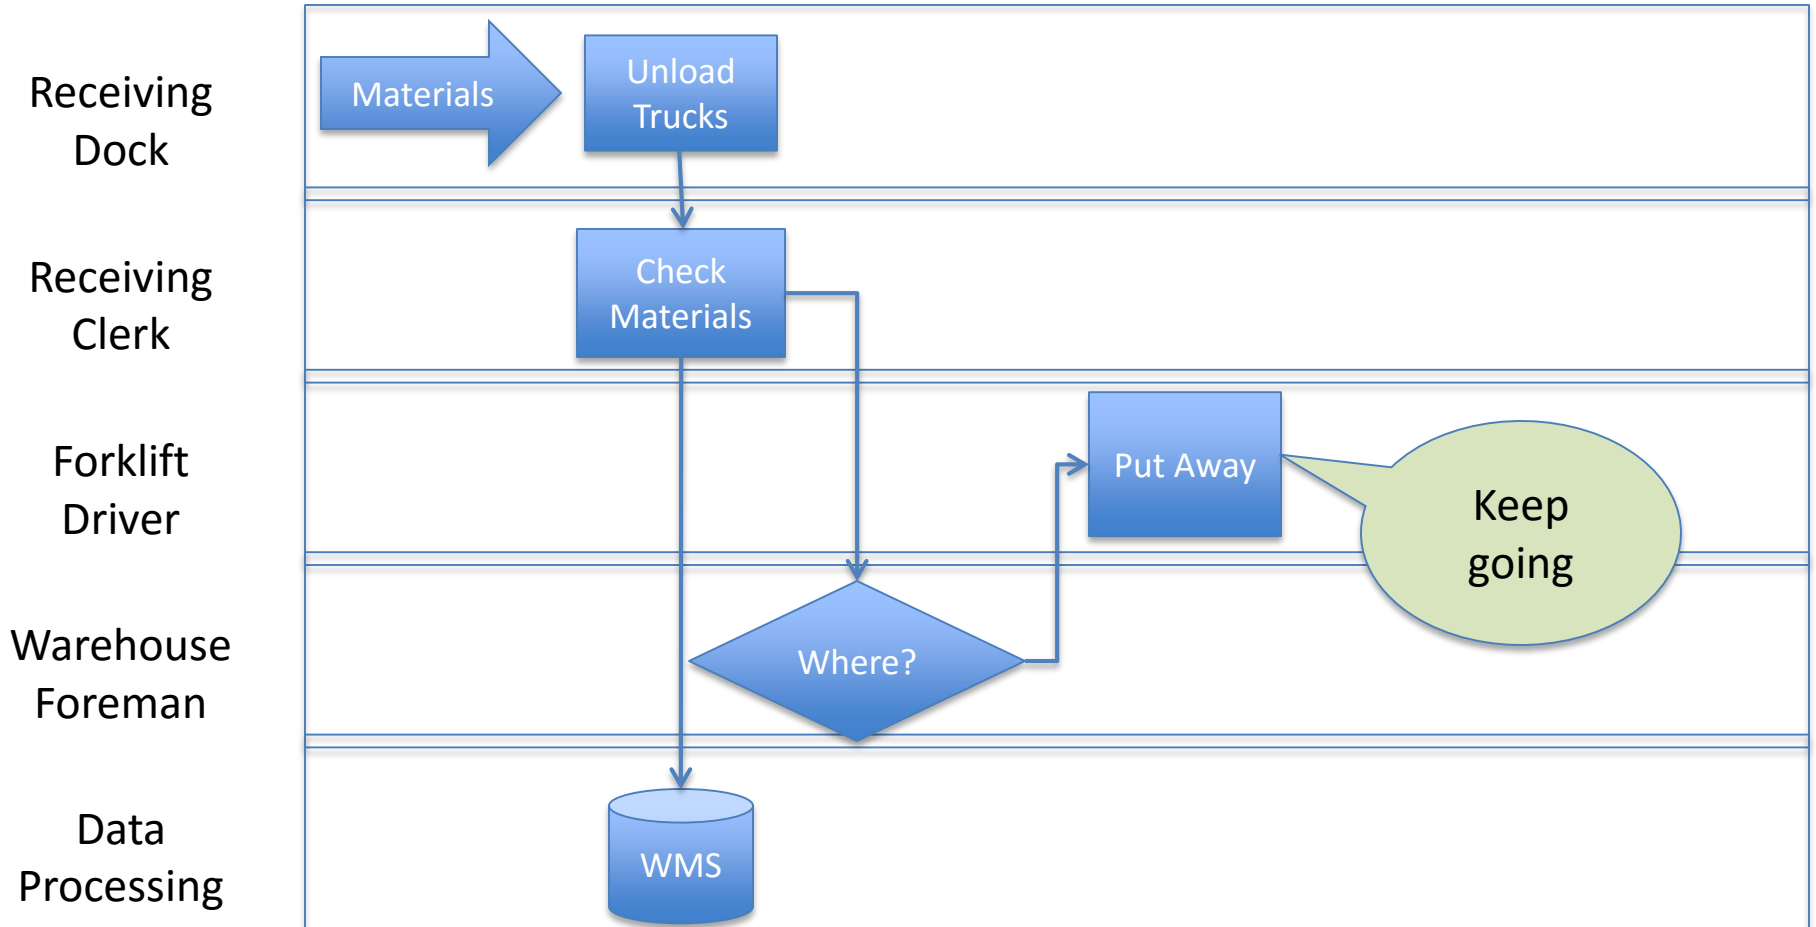 Receiving
Dock
Materials
Unload
Trucks
Receiving
Clerk
Check
Materials
Forklift
Driver
Put Away
Keep
going
Warehouse
Foreman
Where?
Data
Processing
WMS